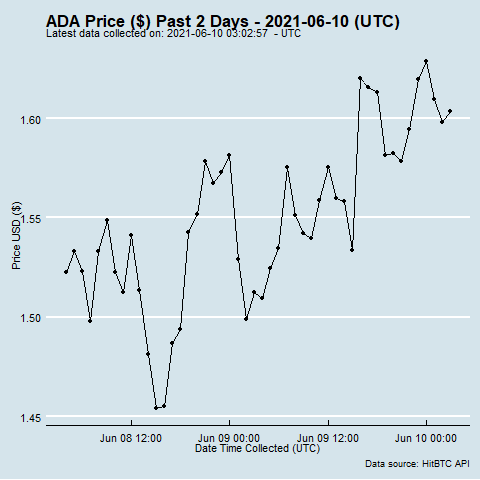 ADA Price ($) Past 2 Days - 2021-06-10 (UTC)
Latest data collected on: 2021-06-10 03:02:57 - UTC
1.60
1.55
1.50
1.45
Price USD ($)
Jun 08 12:00 Jun 09 00:00 Jun 09 12:00 Jun 10 00:00
Date Time Collected (UTC)
Data source: HitBTC API